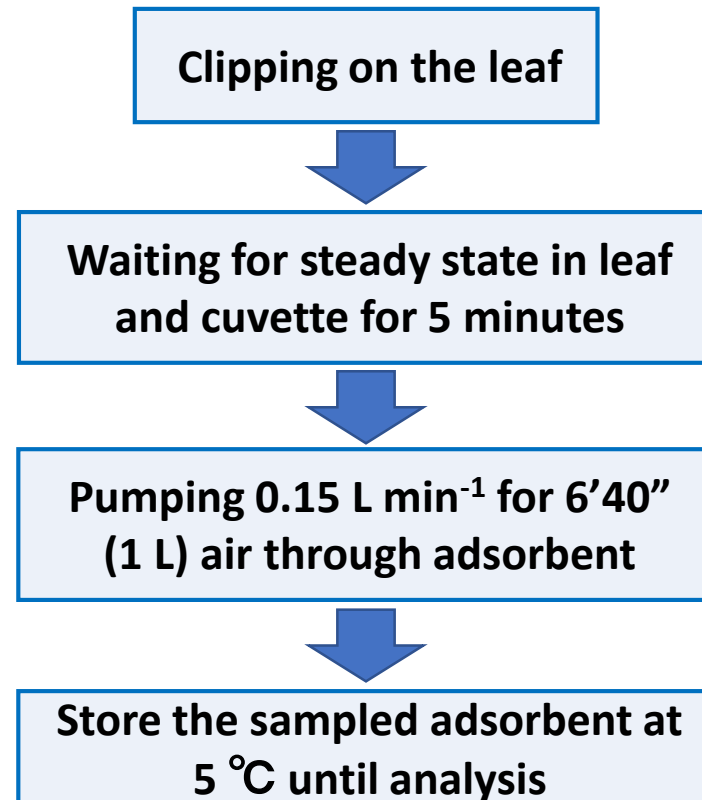 Clipping on the leaf
Waiting for steady state in leaf
and cuvette for 5 minutes
Pumping 0.15 L min⁻¹ for 6’40”
(1 L) air through adsorbent
Store the sampled adsorbent at
5 ℃ until analysis